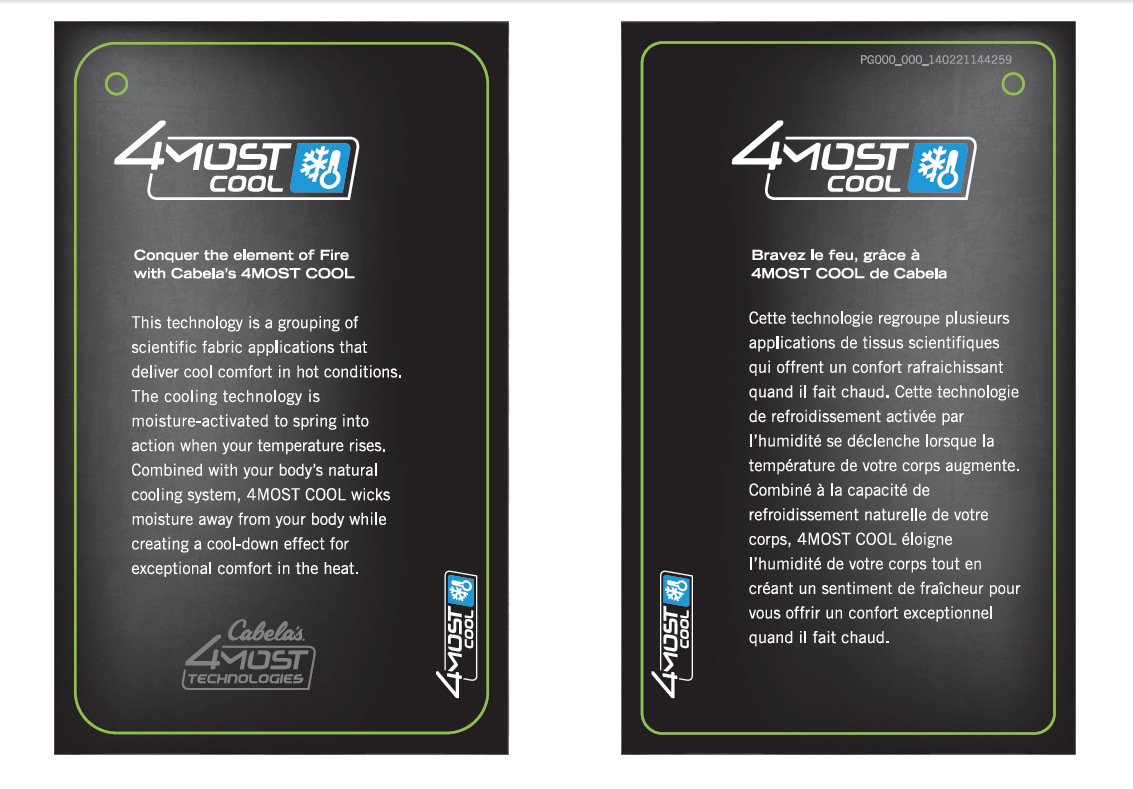 4MOST
COOL
Conquer the element of Fire
with Cabela's 4MOST COOL
This technology is a grouping of
scientific fabric applications that
deliver cool comfort in hot conditions.
The cooling technology is
moisture-activated to spring into
action when your temperature rises.
Combined with your body's natural
cooling system, 4MOST COOL wicks
moisture away from your body while
creating a cool-down effect for
exceptional comfort in the heat.
Cabela's
4MOST
TECHNOLOGIES
4MOST
COOL
PG000_000_140221144259
4MOST
COOL
Bravez le feu, grâce à
4MOST COOL de Cabela
Cette technologie regroupe plusieurs
applications de tissus scientifiques
qui offrent un confort rafraichissant
quand il fait chaud. Cette technologie
de refroidissement activée par
l'humidité se déclenche lorsque la
température de votre corps augmente.
Combiné à la capacité de
refroidissement naturelle de votre
corps, 4MOST COOL éloigne
l'humidité de votre corps tout en
créant un sentiment de fraîcheur pour
vous offrir un confort exceptionnel
quand il fait chaud.
4MOST
COOL